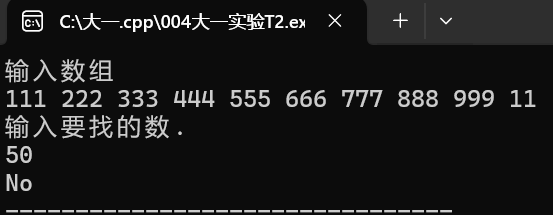 C:\大一.cpp\004大一实验T2.ex
输入数组
111 222 333 444 555 666 777 888 999 11
输入要找的数.
50
No
--------------------------------